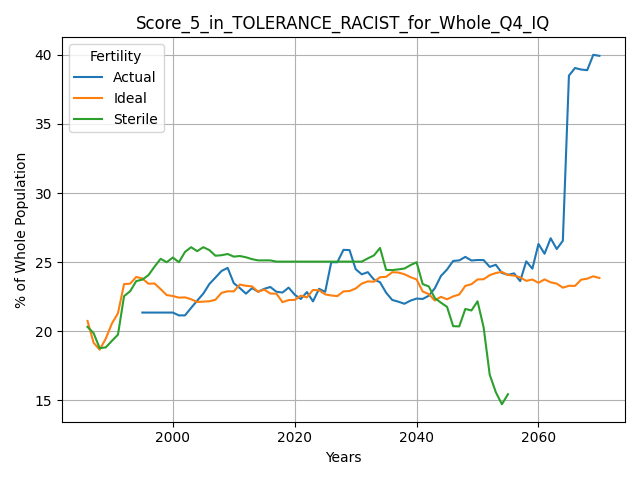 Score_5_in_TOLERANCE_RACIST_for_Whole_Q4_IQ
Fertility
Actual
Ideal
Sterile
% of Whole Population
40
35
30
25
20
15
2000
2020
2040
2060
Years